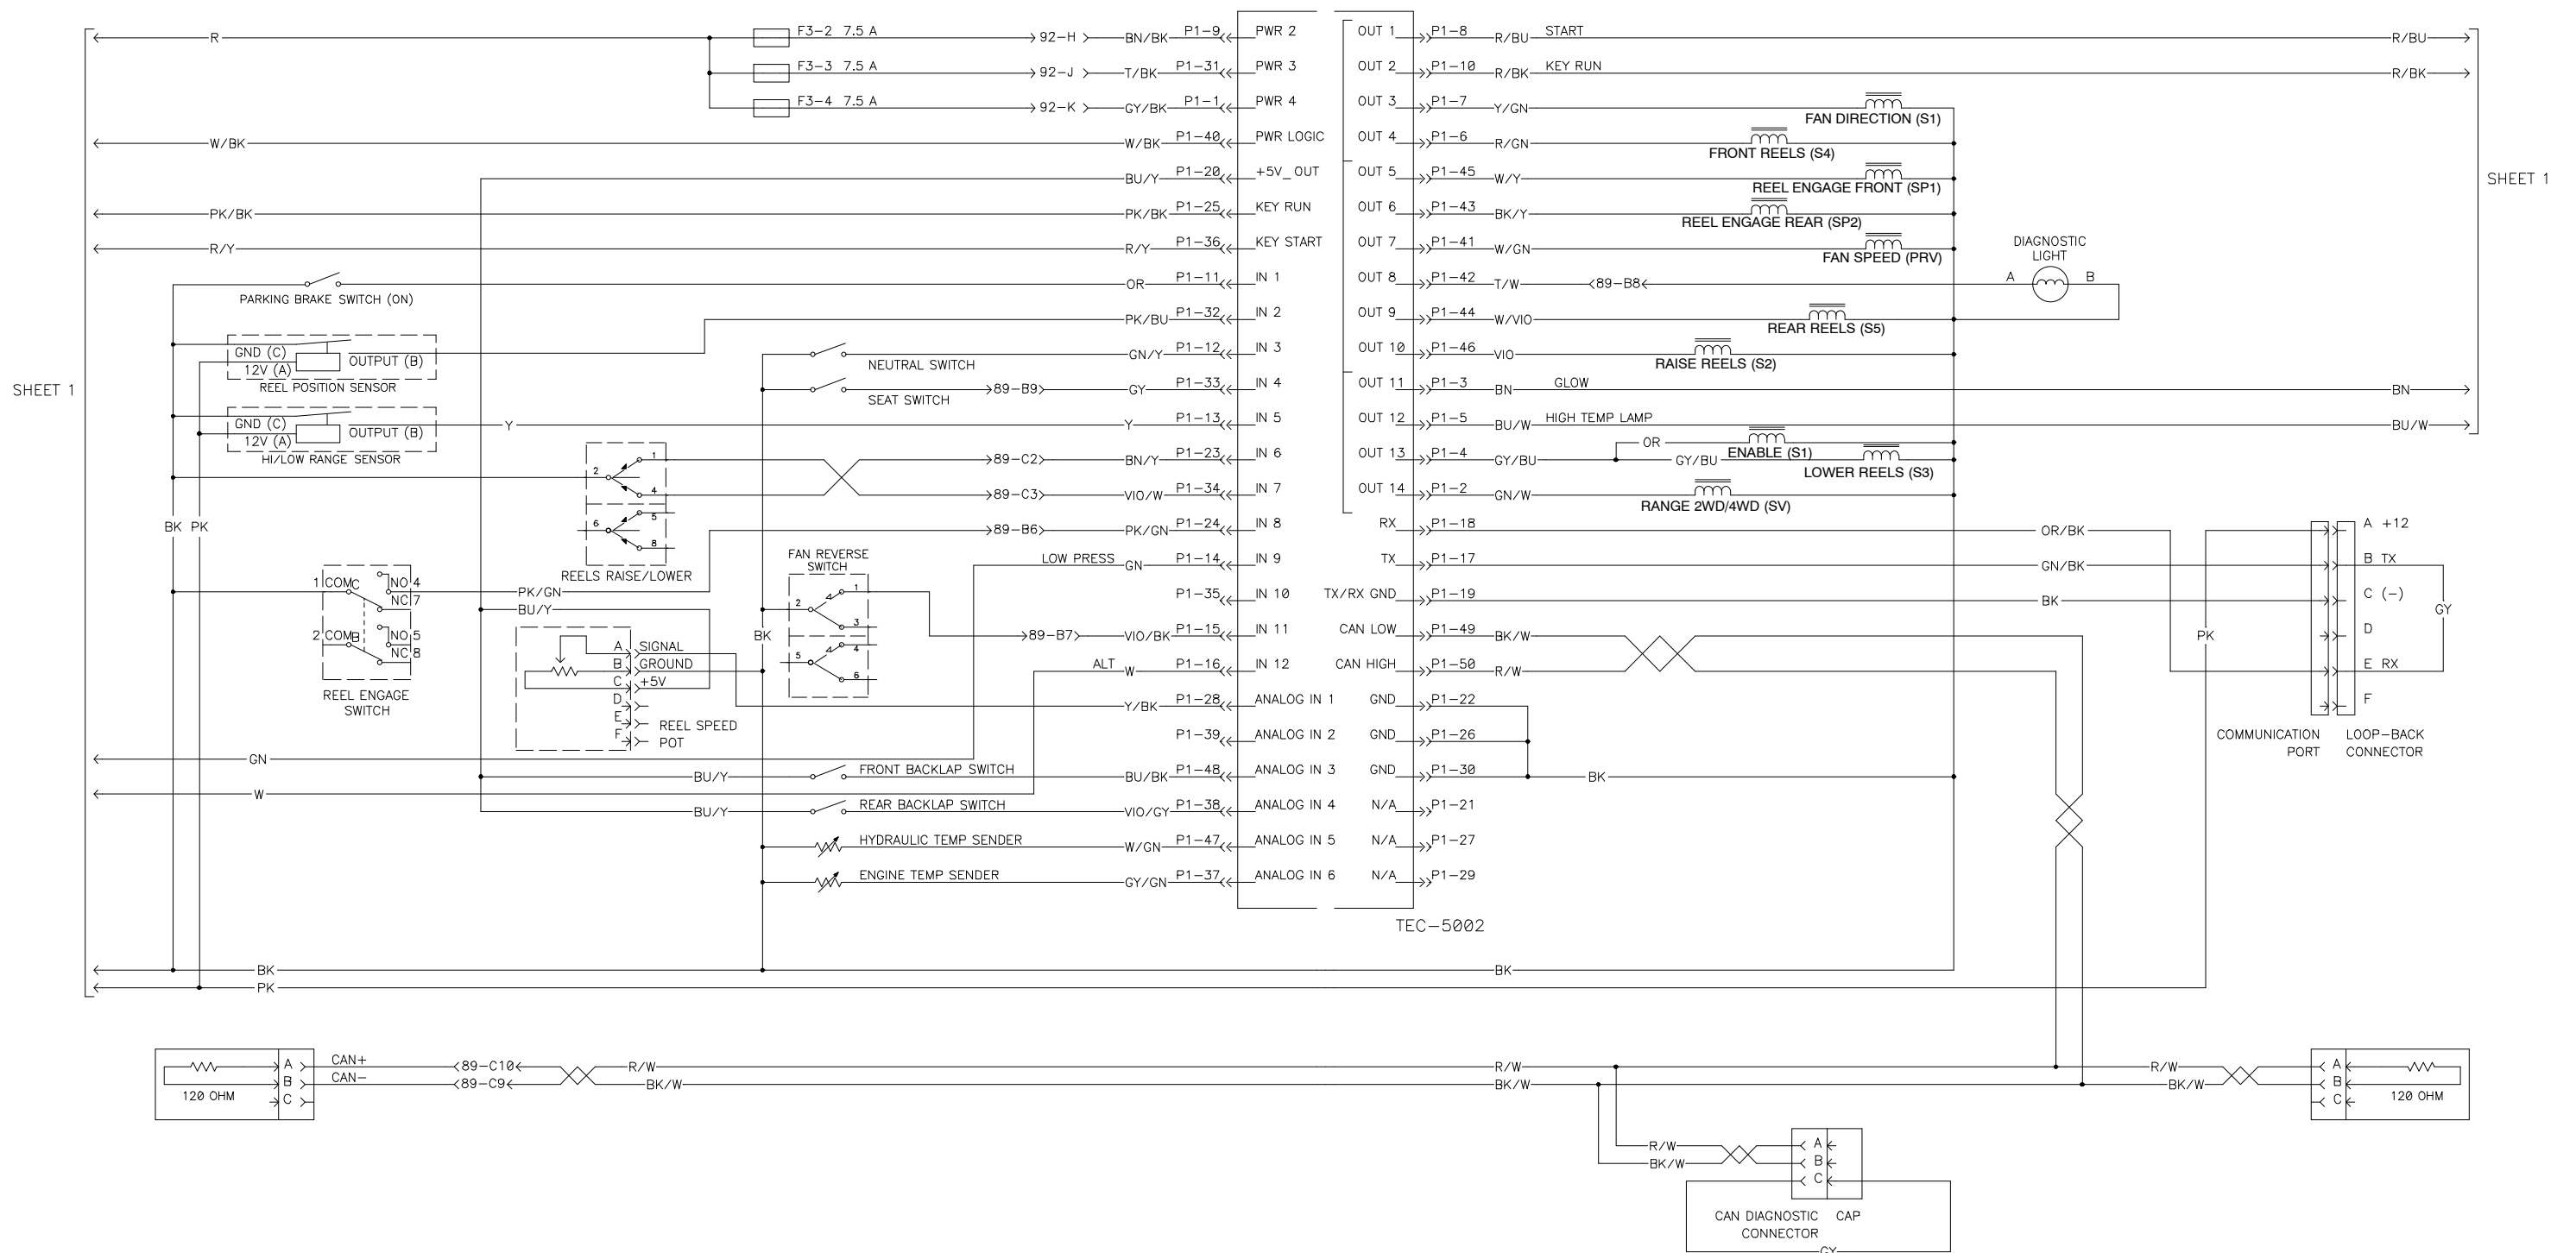 R F3-2 7.5 A 92-H BN/BK P1-9 PWR 2 OUT 1 P1-8 R/BU START R/BU
F3-3 7.5 A 92-J T/BK P1-31 PWR 3 OUT 2 P1-10 R/BK KEY RUN R/BK
F3-4 7.5 A 92-K GY/BK P1-1 PWR 4 OUT 3 P1-7 Y/GN
FAN DIRECTION (S1)
W/BK W/BK P1-40 PWR LOGIC OUT 4 P1-6 R/GN
FRONT REELS (S4)
BU/Y P1-20 +5V_OUT OUT 5 P1-45 W/Y
SHEET 1
REEL ENGAGE FRONT (SP1)
PK/BK PK/BK P1-25 KEY RUN OUT 6 P1-43 BK/Y
REEL ENGAGE REAR (SP2)
R/Y R/Y P1-36 KEY START OUT 7 P1-41 W/GN
DIAGNOSTIC
LIGHT
FAN SPEED (PRV)
OR P1-11 IN 1 OUT 8 P1-42 T/W 89-B8 A B
PARKING BRAKE SWITCH (ON)
PK/BU P1-32 IN 2 OUT 9 P1-44 W/VIO
REAR REELS (S5)
GND (C) OUTPUT (B)
12V (A)
REEL POSITION SENSOR
GN/Y P1-12 IN 3 OUT 10 P1-46 VIO
NEUTRAL SWITCH
RAISE REELS (S2)
SHEET 1
89-B9 GY P1-33 IN 4 OUT 11 P1-3 BN GLOW BN
SEAT SWITCH
GND (C) OUTPUT (B)
12V (A)
HI/LOW RANGE SENSOR
Y Y P1-13 IN 5 OUT 12 P1-5 BU/W HIGH TEMP LAMP BU/W
OR ENABLE (S1)
1 2 4 89-C2 BN/Y P1-23 IN 6 OUT 13 P1-4 GY/BU GY/BU
LOWER REELS (S3)
89-C3 VIO/W P1-34 IN 7 OUT 14 P1-2 GN/W
RANGE 2WD/4WD (SV)
BK PK
5 6 8 89-B6 PK/GN P1-24 IN 8 RX P1-18 OR/BK A +12
REELS RAISE/LOWER
FAN REVERSE
SWITCH
LOW PRESS GN P1-14 IN 9 TX P1-17 GN/BK B TX
1 COM C NO 4
NC 7
PK/GN
BU/Y
1 2 3
P1-35 IN 10 TX/RX GND P1-19 BK C (-)
GY
2 COM B NO 5
NC 8
REEL ENGAGE
SWITCH
BK
4 5 6
89-B7 VIO/BK P1-15 IN 11 CAN LOW P1-49 BK/W PK D
A SIGNAL
B GROUND
C +5V
D
E
F
REEL SPEED
POT
ALT W P1-16 IN 12 CAN HIGH P1-50 R/W E RX
Y/BK P1-28 ANALOG IN 1 GND P1-22 F
P1-39 ANALOG IN 2 GND P1-26
COMMUNICATION
PORT
LOOP-BACK
CONNECTOR
GN
BU/Y FRONT BACKLAP SWITCH BU/BK P1-48 ANALOG IN 3 GND P1-30 BK
W
BU/Y REAR BACKLAP SWITCH VIO/GY P1-38 ANALOG IN 4 N/A P1-21
HYDRAULIC TEMP SENDER W/GN P1-47 ANALOG IN 5 N/A P1-27
ENGINE TEMP SENDER GY/GN P1-37 ANALOG IN 6 N/A P1-29
TEC-5002
BK BK
PK
A CAN+ 89-C10 R/W R/W R/W A
B CAN- 89-C9 BK/W BK/W BK/W B
120 OHM C C 120 OHM
R/W A
BK/W B
C
CAN DIAGNOSTIC
CONNECTOR
CAP
GY